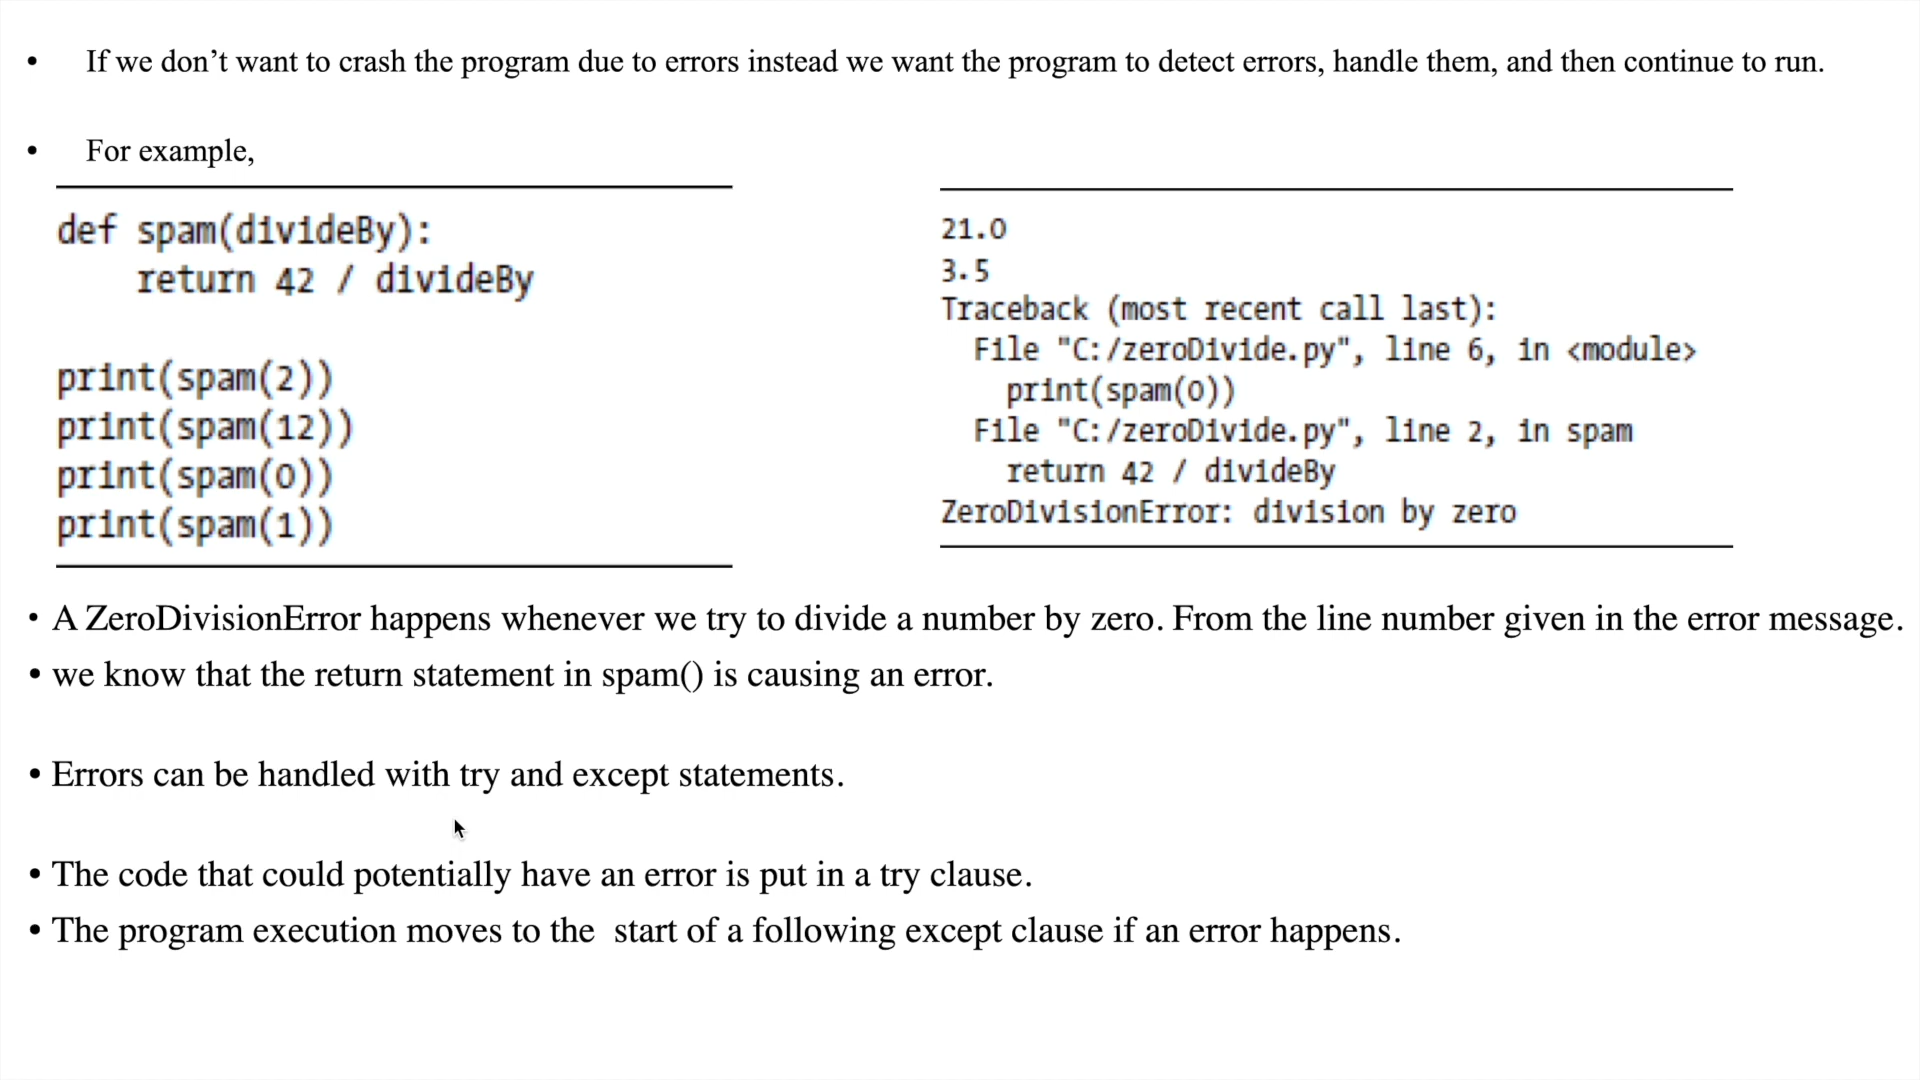 • If we don’t want to crash the program due to errors instead we want the program to detect errors, handle them, and then continue to run.
• For example,
def spam(divideBy):
    return 42 / divideBy
print(spam(2))
print(spam(12))
print(spam(0))
print(spam(1))
21.0
3.5
Traceback (most recent call last):
  File "C:/zeroDivide.py", line 6, in <module>
    print(spam(0))
  File "C:/zeroDivide.py", line 2, in spam
    return 42 / divideBy
ZeroDivisionError: division by zero
• A ZeroDivisionError happens whenever we try to divide a number by zero. From the line number given in the error message.
• we know that the return statement in spam() is causing an error.
• Errors can be handled with try and except statements.
• The code that could potentially have an error is put in a try clause.
• The program execution moves to the  start of a following except clause if an error happens.